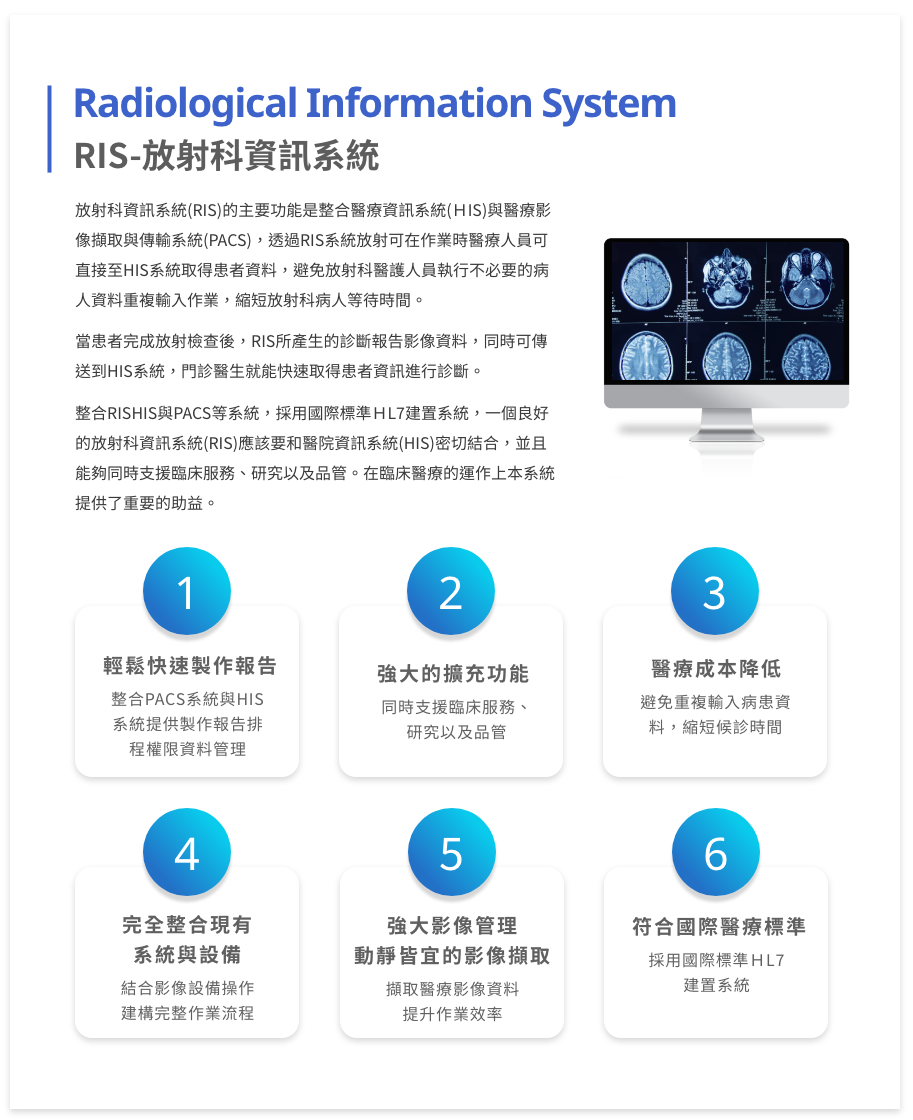 Radiological Information System
RIS-放射科資訊系統
放射科資訊系統(RIS)的主要功能是整合醫療資訊系統(ＨIS)與醫療影
像擷取與傳輸系統(PACS)，透過RIS系統放射可在作業時醫療人員可
直接至HIS系統取得患者資料，避免放射科醫護人員執行不必要的病
人資料重複輸入作業，縮短放射科病人等待時間。
當患者完成放射檢查後，RIS所產生的診斷報告影像資料，同時可傳
送到HIS系統，門診醫生就能快速取得患者資訊進行診斷。
整合RISHIS與PACS等系統，採用國際標準ＨL7建置系統，一個良好
的放射科資訊系統(RIS)應該要和醫院資訊系統(HIS)密切結合，並且
能夠同時支援臨床服務、研究以及品管。在臨床醫療的運作上本系統
提供了重要的助益。
1
輕鬆快速製作報告
整合PACS系統與HIS
系統提供製作報告排
程權限資料管理
2
強大的擴充功能
同時支援臨床服務、
研究以及品管
3
醫療成本降低
避免重複輸入病患資
料，縮短候診時間
4
完全整合現有
系統與設備
結合影像設備操作
建構完整作業流程
5
強大影像管理
動靜皆宜的影像擷取
擷取醫療影像資料
提升作業效率
6
符合國際醫療標準
採用國際標準ＨL7
建置系統